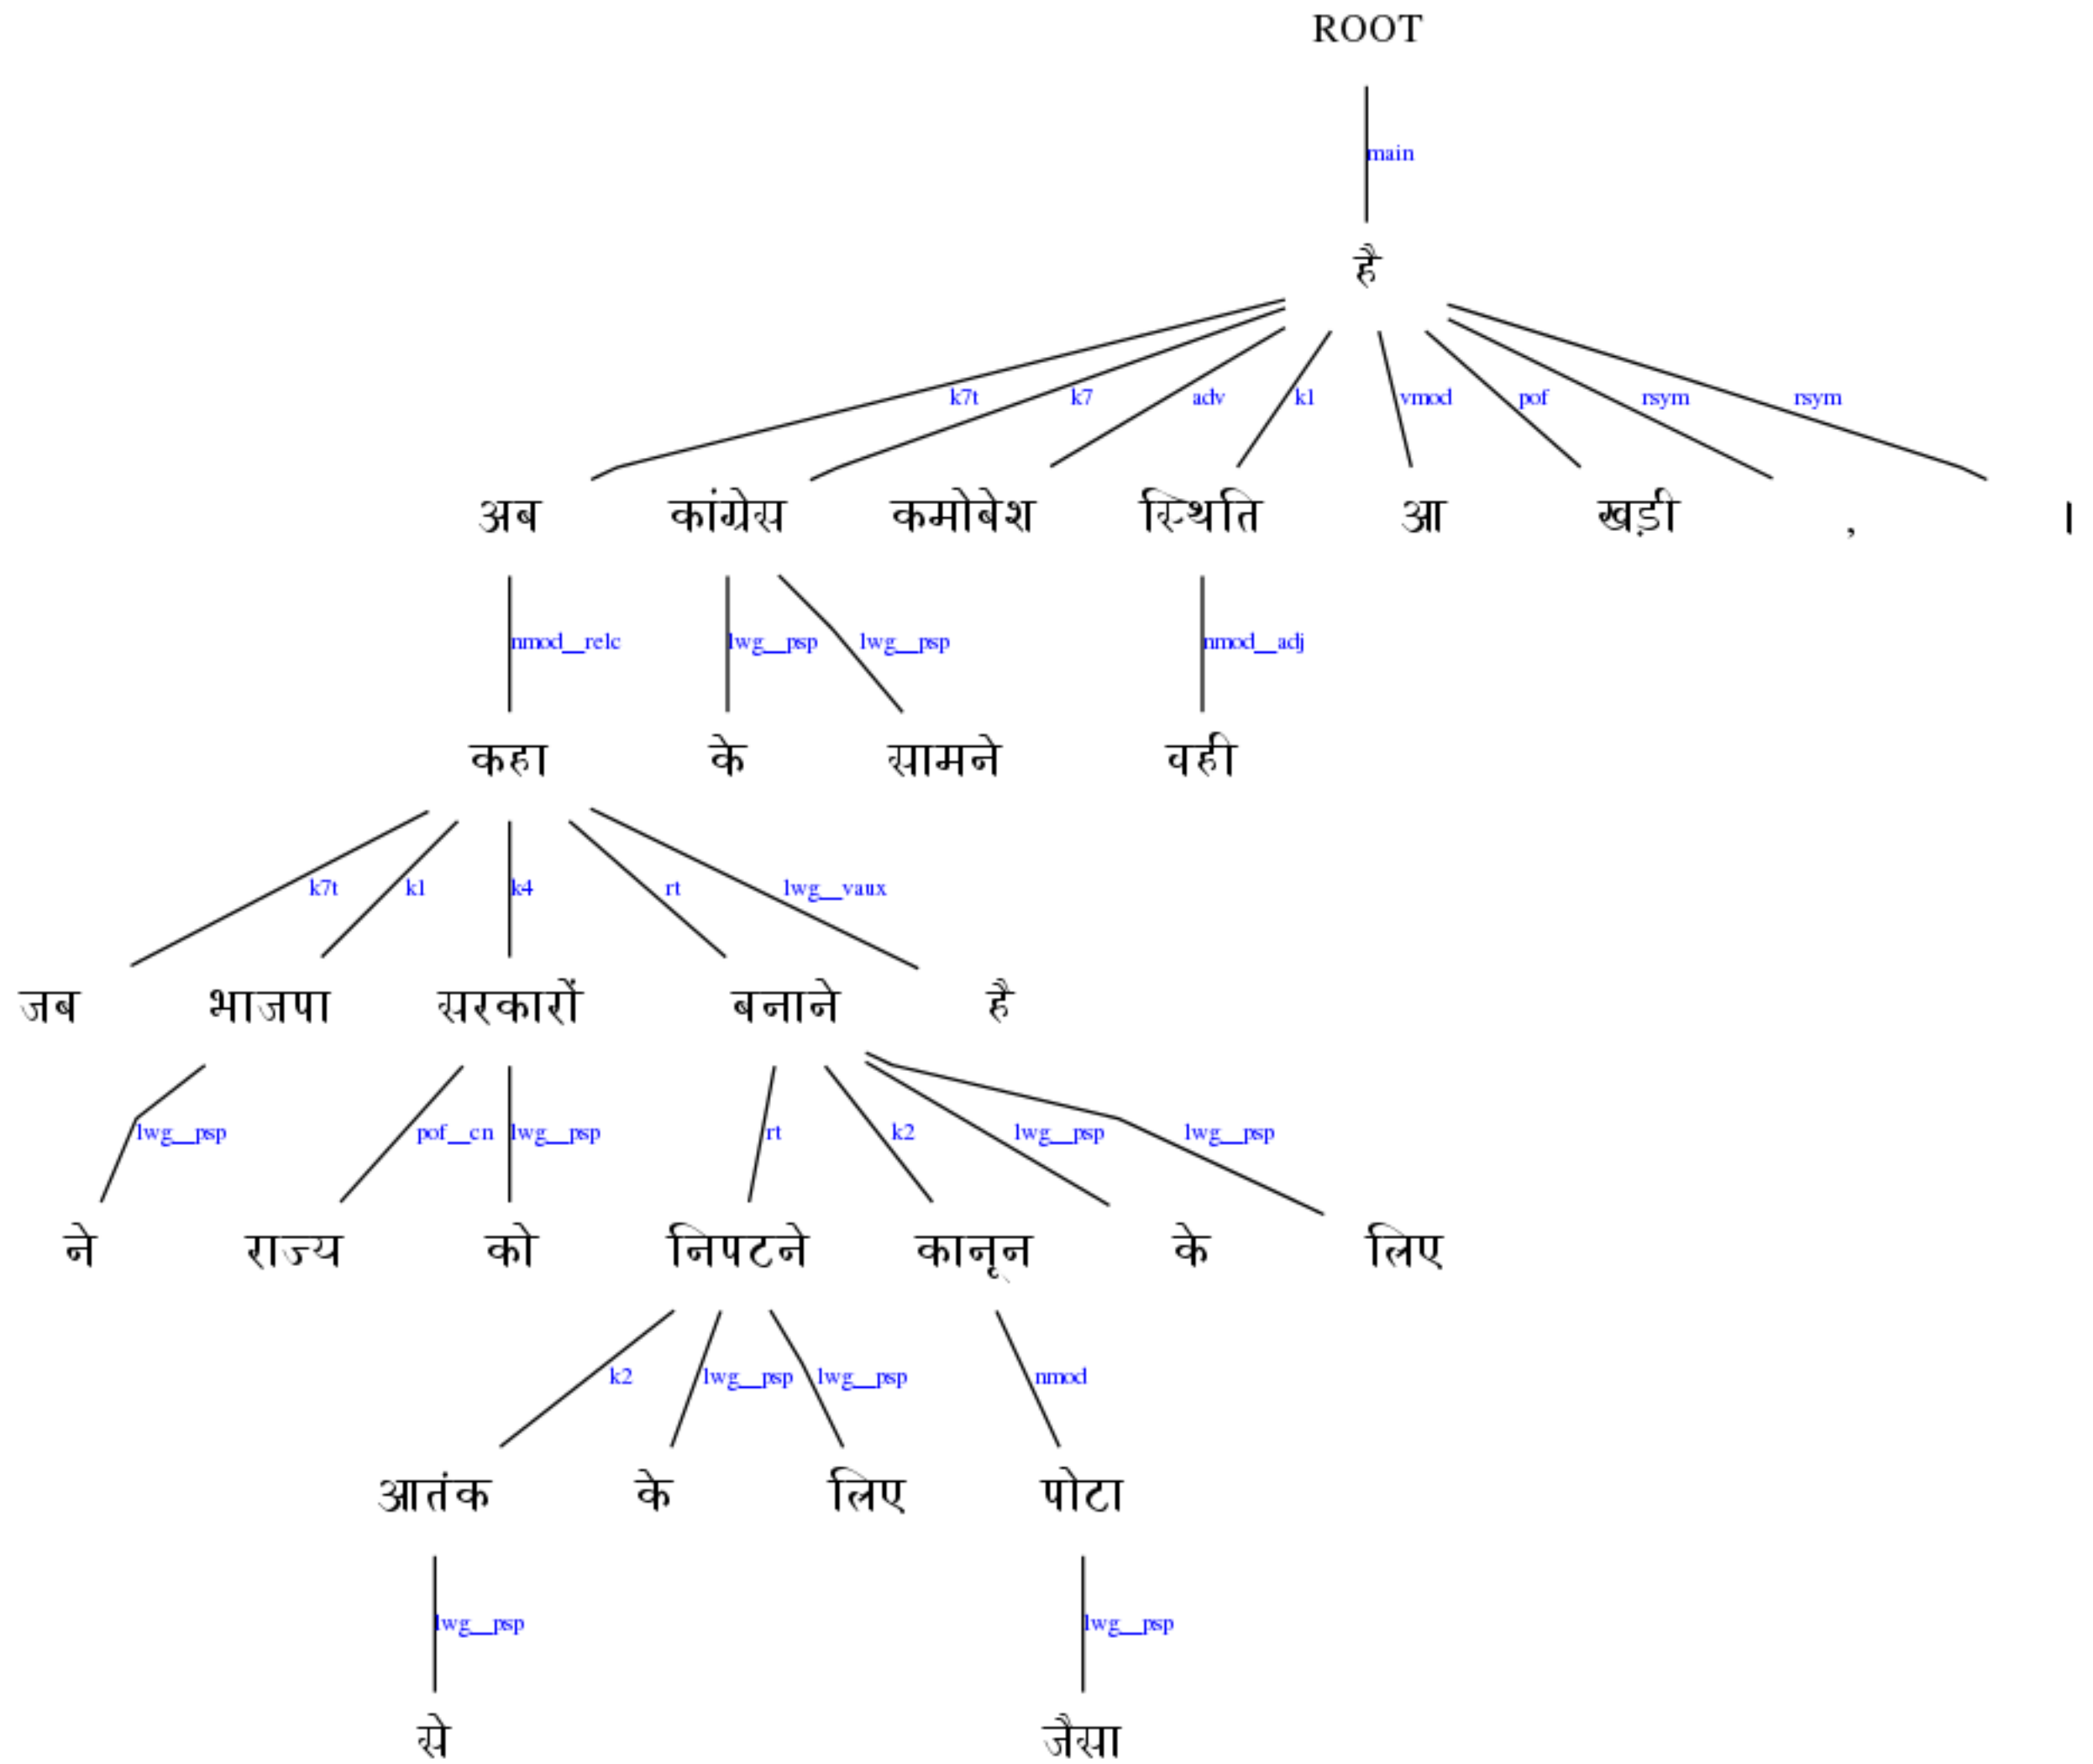 ROOT
main
है
k7t k7 adv k1 vmod pof rsym rsym
अब कांग्रेस कमोबेश स्थिति आ खड़ी , ।
nmod__relc lwg__psp lwg__psp nmod__adj
कहा के सामने वही
k7t k1 k4 rt lwg__vaux
जब भाजपा सरकारों बनाने है
lwg__psp pof__cn lwg__psp rt k2 lwg__psp lwg__psp
ने राज्य को निपटने कानून के लिए
k2 lwg__psp lwg__psp nmod
आतंक के लिए पोटा
lwg__psp lwg__psp
से जैसा